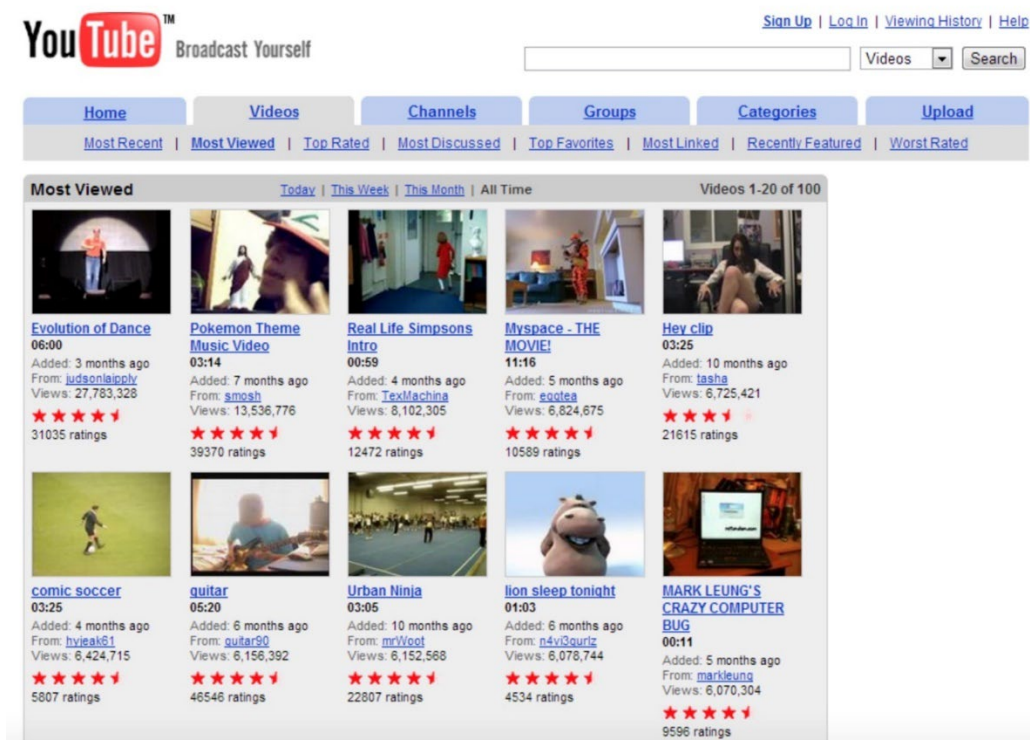 YouTube™ Broadcast Yourself
Sign Up | Log In | Viewing History | Help
Videos Search
Home Videos Channels Groups Categories Upload
Most Recent | Most Viewed | Top Rated | Most Discussed | Top Favorites | Most Linked | Recently Featured | Worst Rated
Most Viewed Today | This Week | This Month | All Time Videos 1-20 of 100
Evolution of Dance
06:00
Added: 3 months ago
From: judsonlaipply
Views: 27,783,328
31035 ratings
Pokemon Theme
Music Video
03:14
Added: 7 months ago
From: smosh
Views: 13,536,776
39370 ratings
Real Life Simpsons
Intro
00:59
Added: 4 months ago
From: TexMachina
Views: 8,102,305
12472 ratings
Myspace - THE
MOVIE!
11:16
Added: 5 months ago
From: eggtea
Views: 6,824,675
10589 ratings
Hey clip
03:25
Added: 10 months ago
From: tasha
Views: 6,725,421
21615 ratings
comic soccer
03:25
Added: 4 months ago
From: hvjeak61
Views: 6,424,715
5807 ratings
guitar
05:20
Added: 6 months ago
From: guitar90
Views: 6,156,392
46546 ratings
Urban Ninja
03:05
Added: 10 months ago
From: mrWoot
Views: 6,152,568
22807 ratings
lion sleep tonight
01:03
Added: 6 months ago
From: n4vi3gurlz
Views: 6,078,744
4534 ratings
MARK LEUNG'S
CRAZY COMPUTER
BUG
00:11
Added: 5 months ago
From: markleung
Views: 6,070,304
9596 ratings